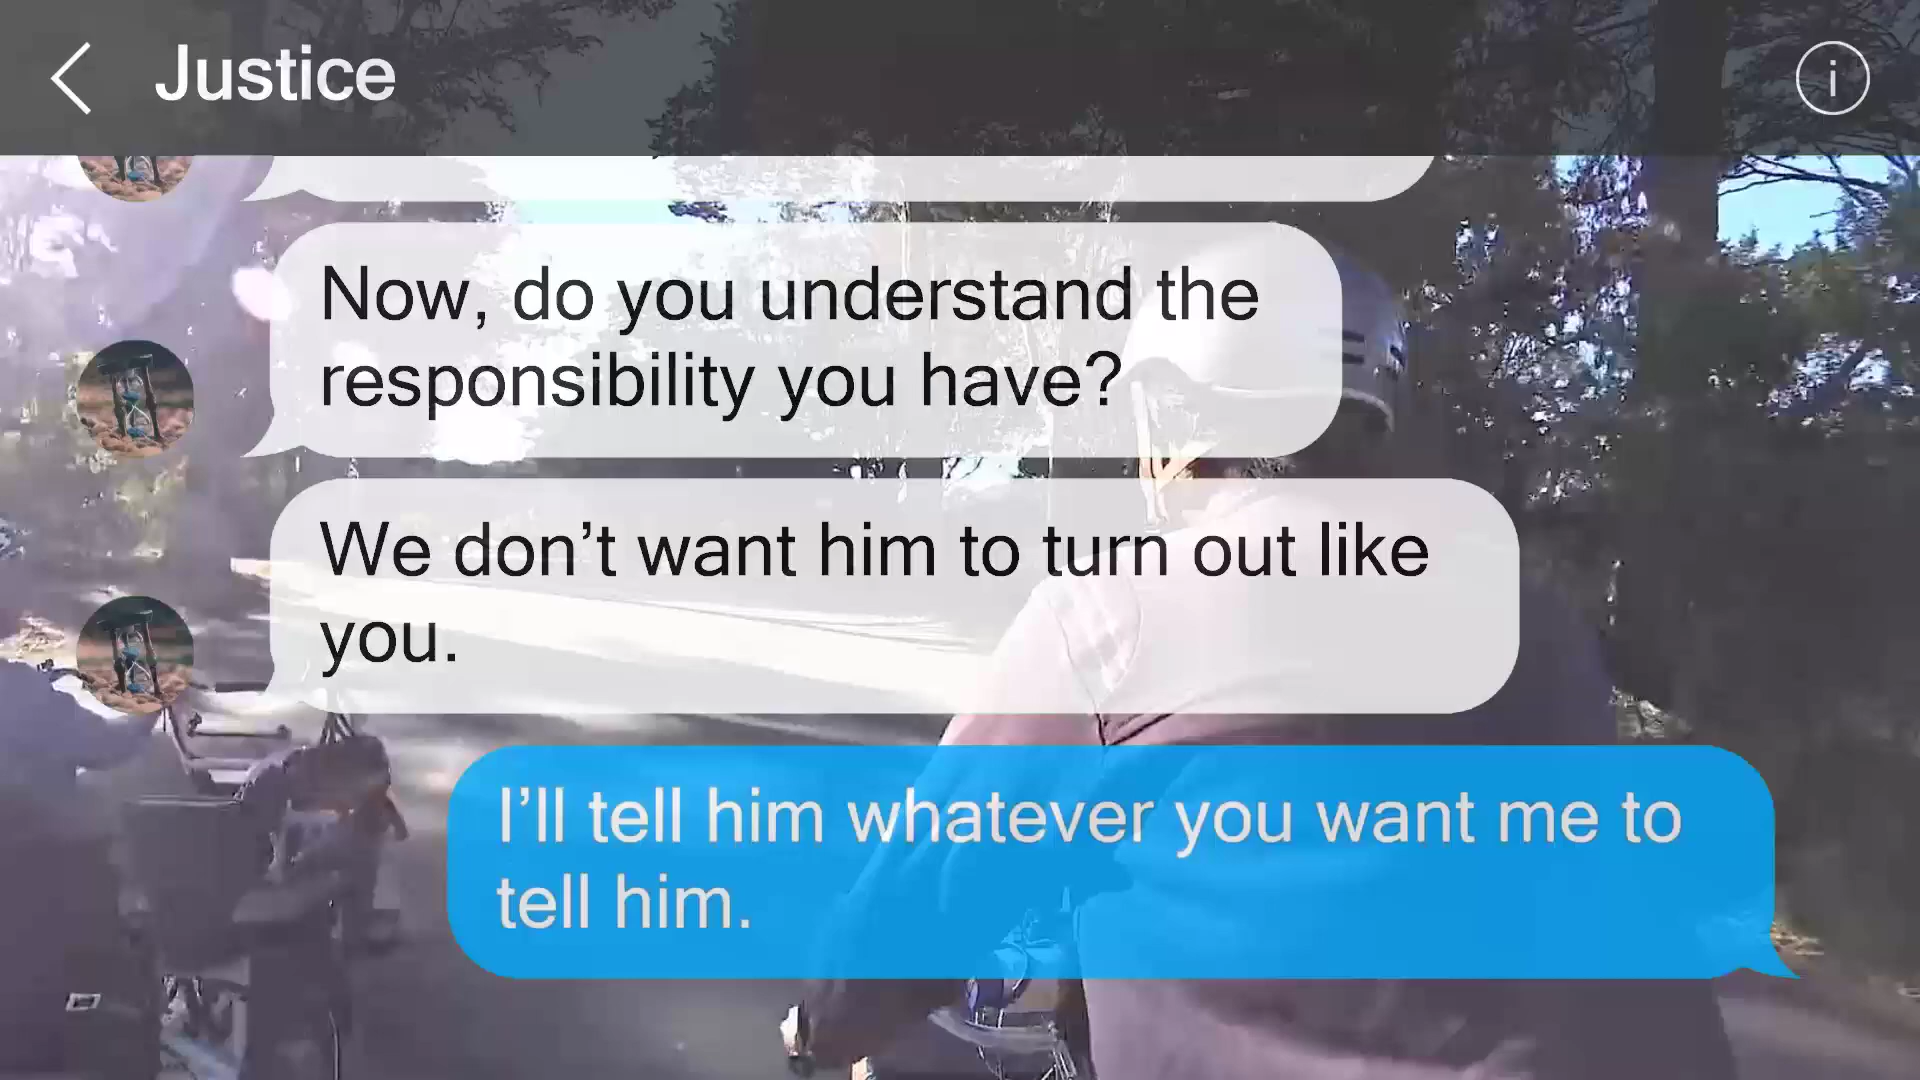 Justice
Now, do you understand the
responsibility you have?
We don’t want him to turn out like
you.
I’ll tell him whatever you want me to
tell him.